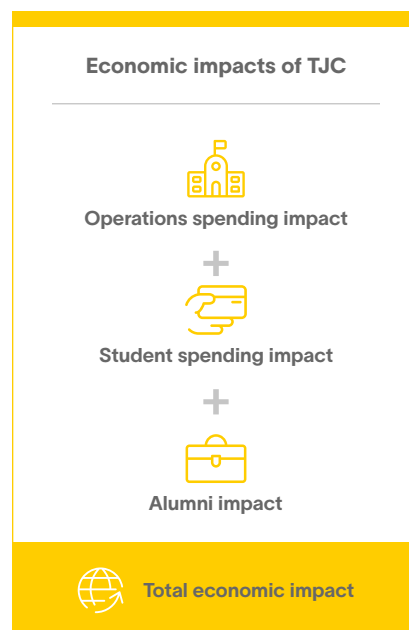 Economic impacts of TJC
Operations spending impact
+
Student spending impact
+
Alumni impact
Total economic impact